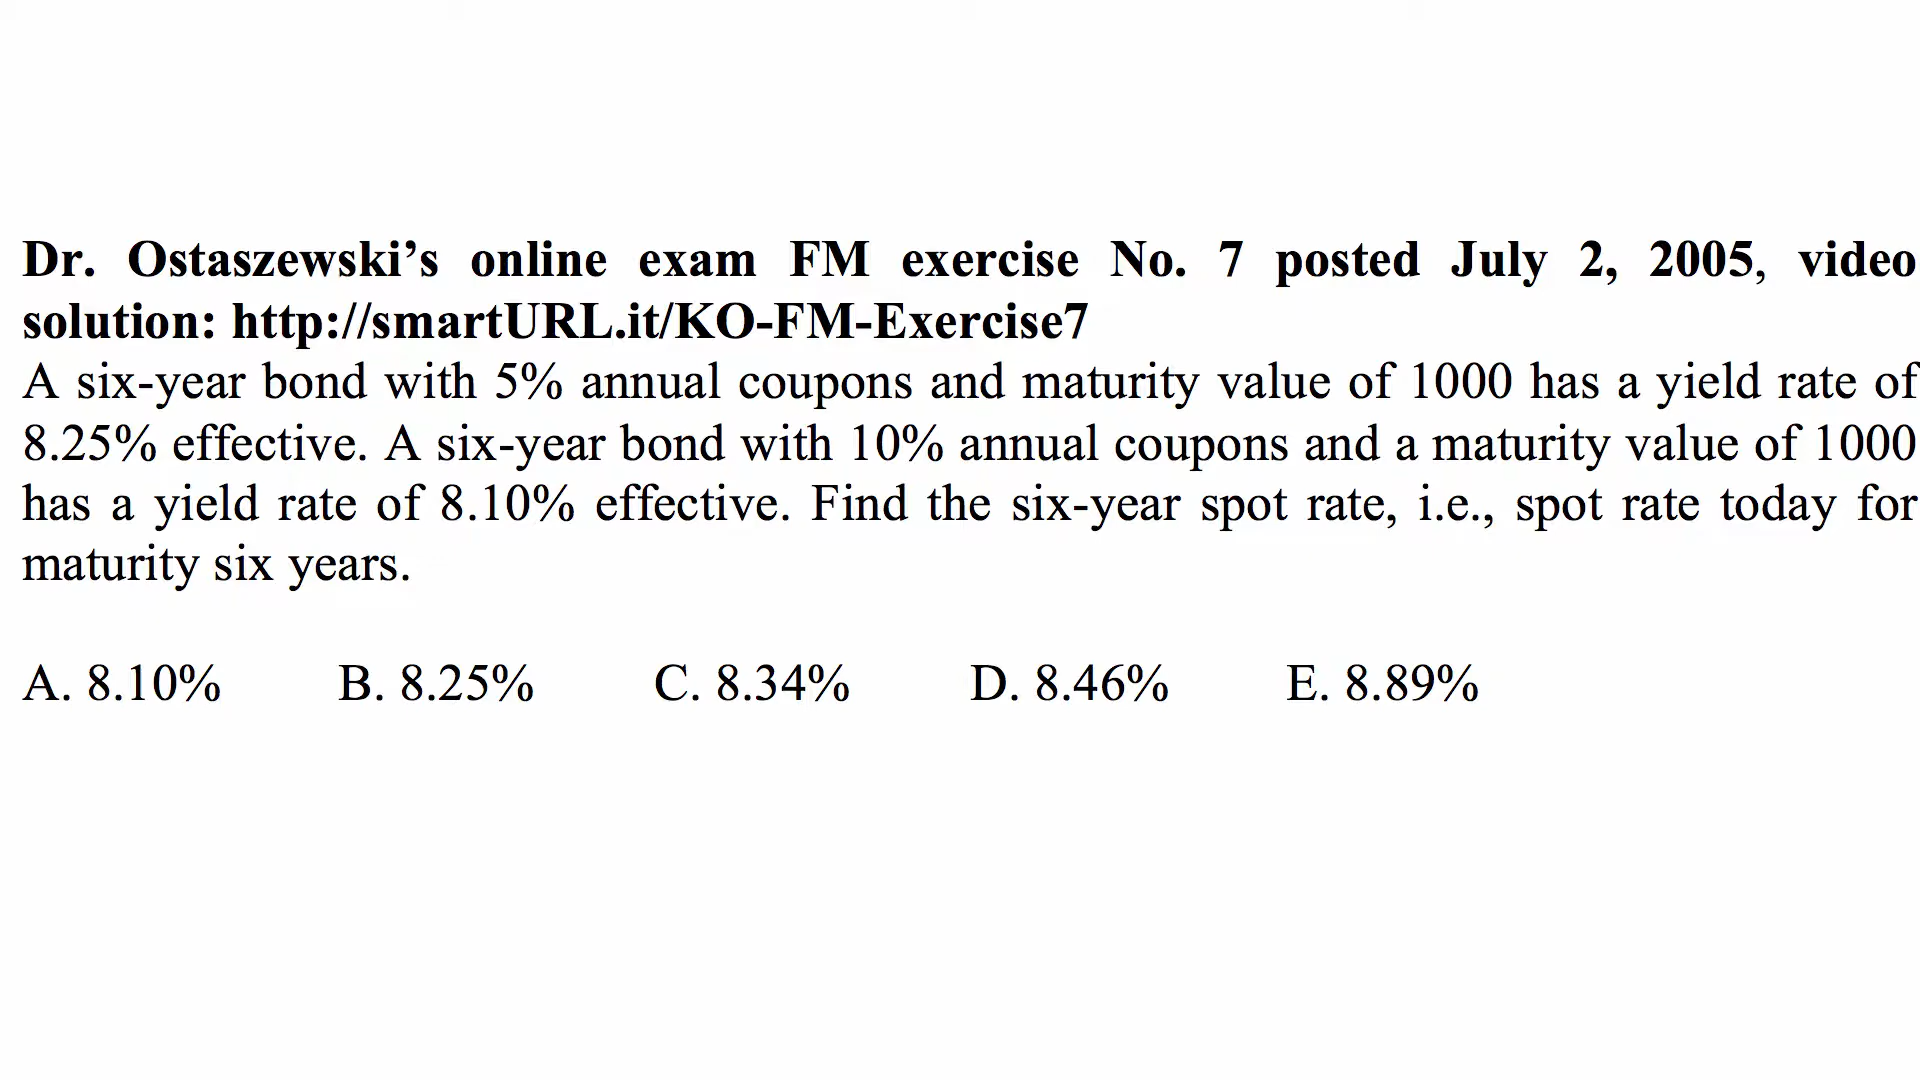 Dr. Ostaszewski’s online exam FM exercise No. 7 posted July 2, 2005, video
solution: http://smartURL.it/KO-FM-Exercise7
A six-year bond with 5% annual coupons and maturity value of 1000 has a yield rate of
8.25% effective. A six-year bond with 10% annual coupons and a maturity value of 1000
has a yield rate of 8.10% effective. Find the six-year spot rate, i.e., spot rate today for
maturity six years.
A. 8.10% B. 8.25% C. 8.34% D. 8.46% E. 8.89%